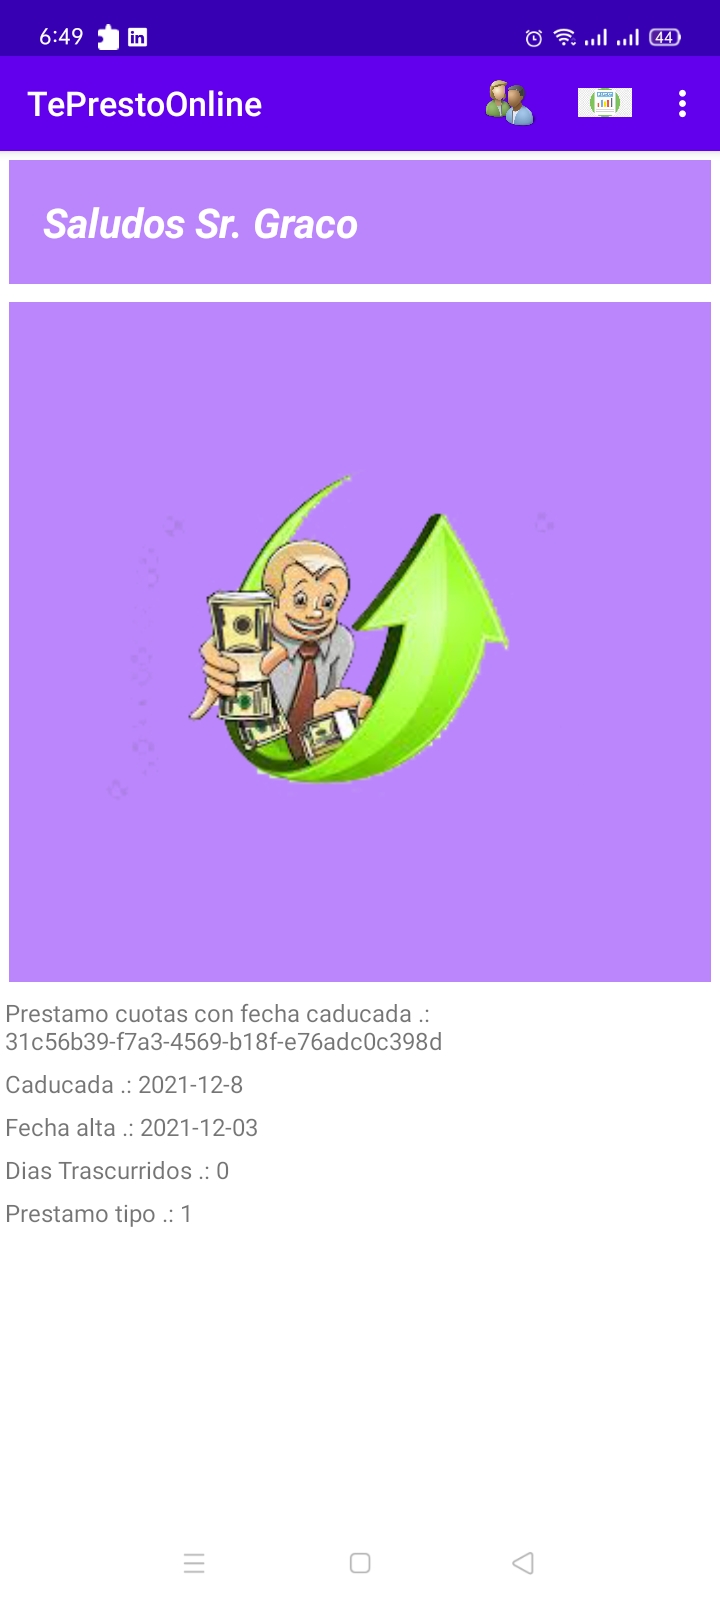 6:49
44
TePrestoOnline
Saludos Sr. Graco
Prestamo cuotas con fecha caducada .:
31c56b39-f7a3-4569-b18f-e76adc0c398d
Caducada .: 2021-12-8
Fecha alta .: 2021-12-03
Dias Trascurridos .: 0
Prestamo tipo .: 1